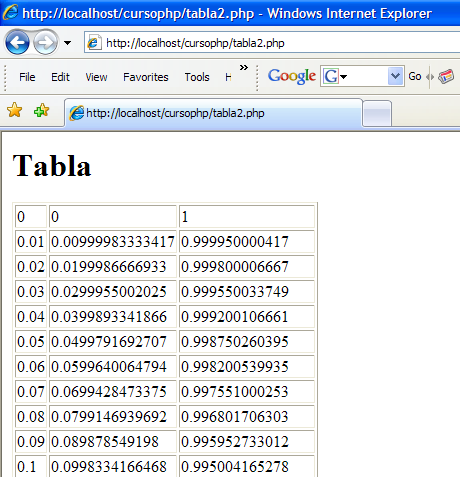 http://localhost/cursophp/tabla2.php - Windows Internet Explorer
http://localhost/cursophp/tabla2.php
File Edit View Favorites Tools H » Google G Go
http://localhost/cursophp/tabla2.php
Tabla
0 0 1
0.01 0.00999983333417 0.999950000417
0.02 0.0199986666933 0.999800006667
0.03 0.0299955002025 0.999550033749
0.04 0.0399893341866 0.999200106661
0.05 0.0499791692707 0.998750260395
0.06 0.0599640064794 0.998200539935
0.07 0.0699428473375 0.997551000253
0.08 0.0799146939692 0.996801706303
0.09 0.089878549198 0.995952733012
0.1 0.0998334166468 0.995004165278